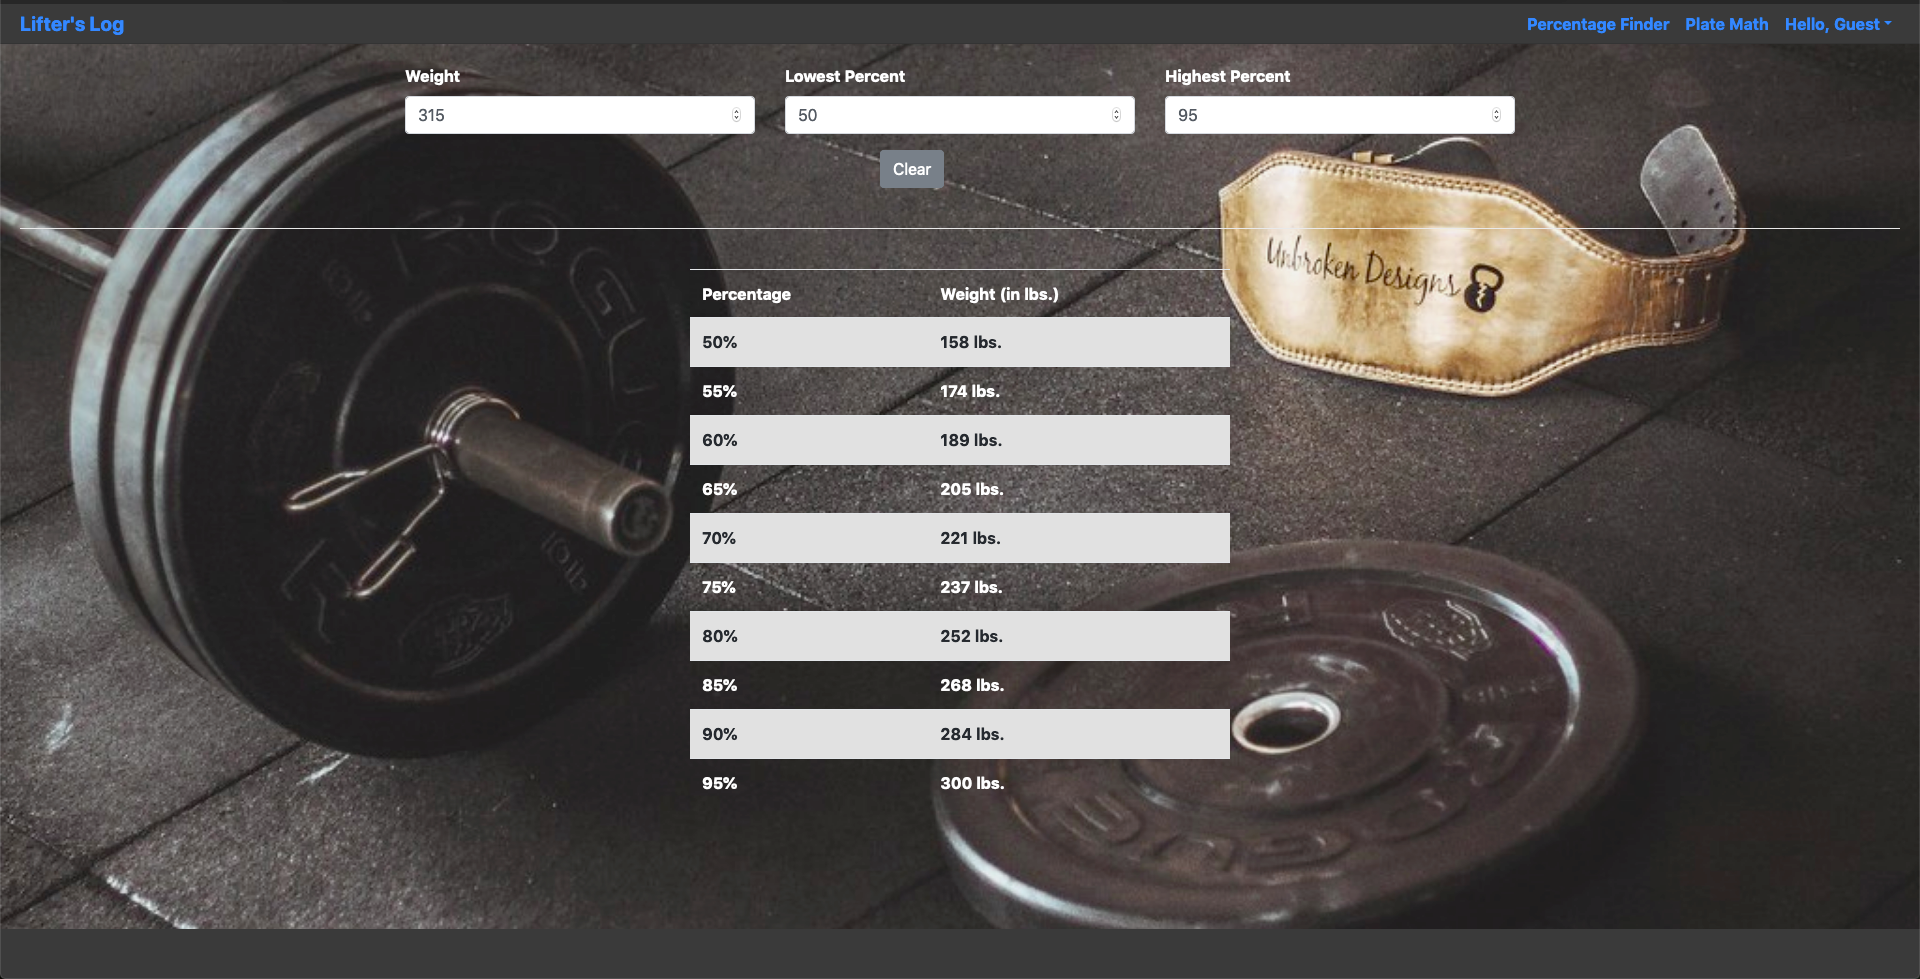 Lifter's Log
Percentage Finder Plate Math Hello, Guest
Weight Lowest Percent Highest Percent
315 50 95
Clear
ROGUE
Unbroken Designs
Percentage Weight (in lbs.)
50% 158 lbs.
55% 174 lbs.
60% 189 lbs.
65% 205 lbs.
70% 221 lbs.
75% 237 lbs.
80% 252 lbs.
85% 268 lbs.
90% 284 lbs.
95% 300 lbs.